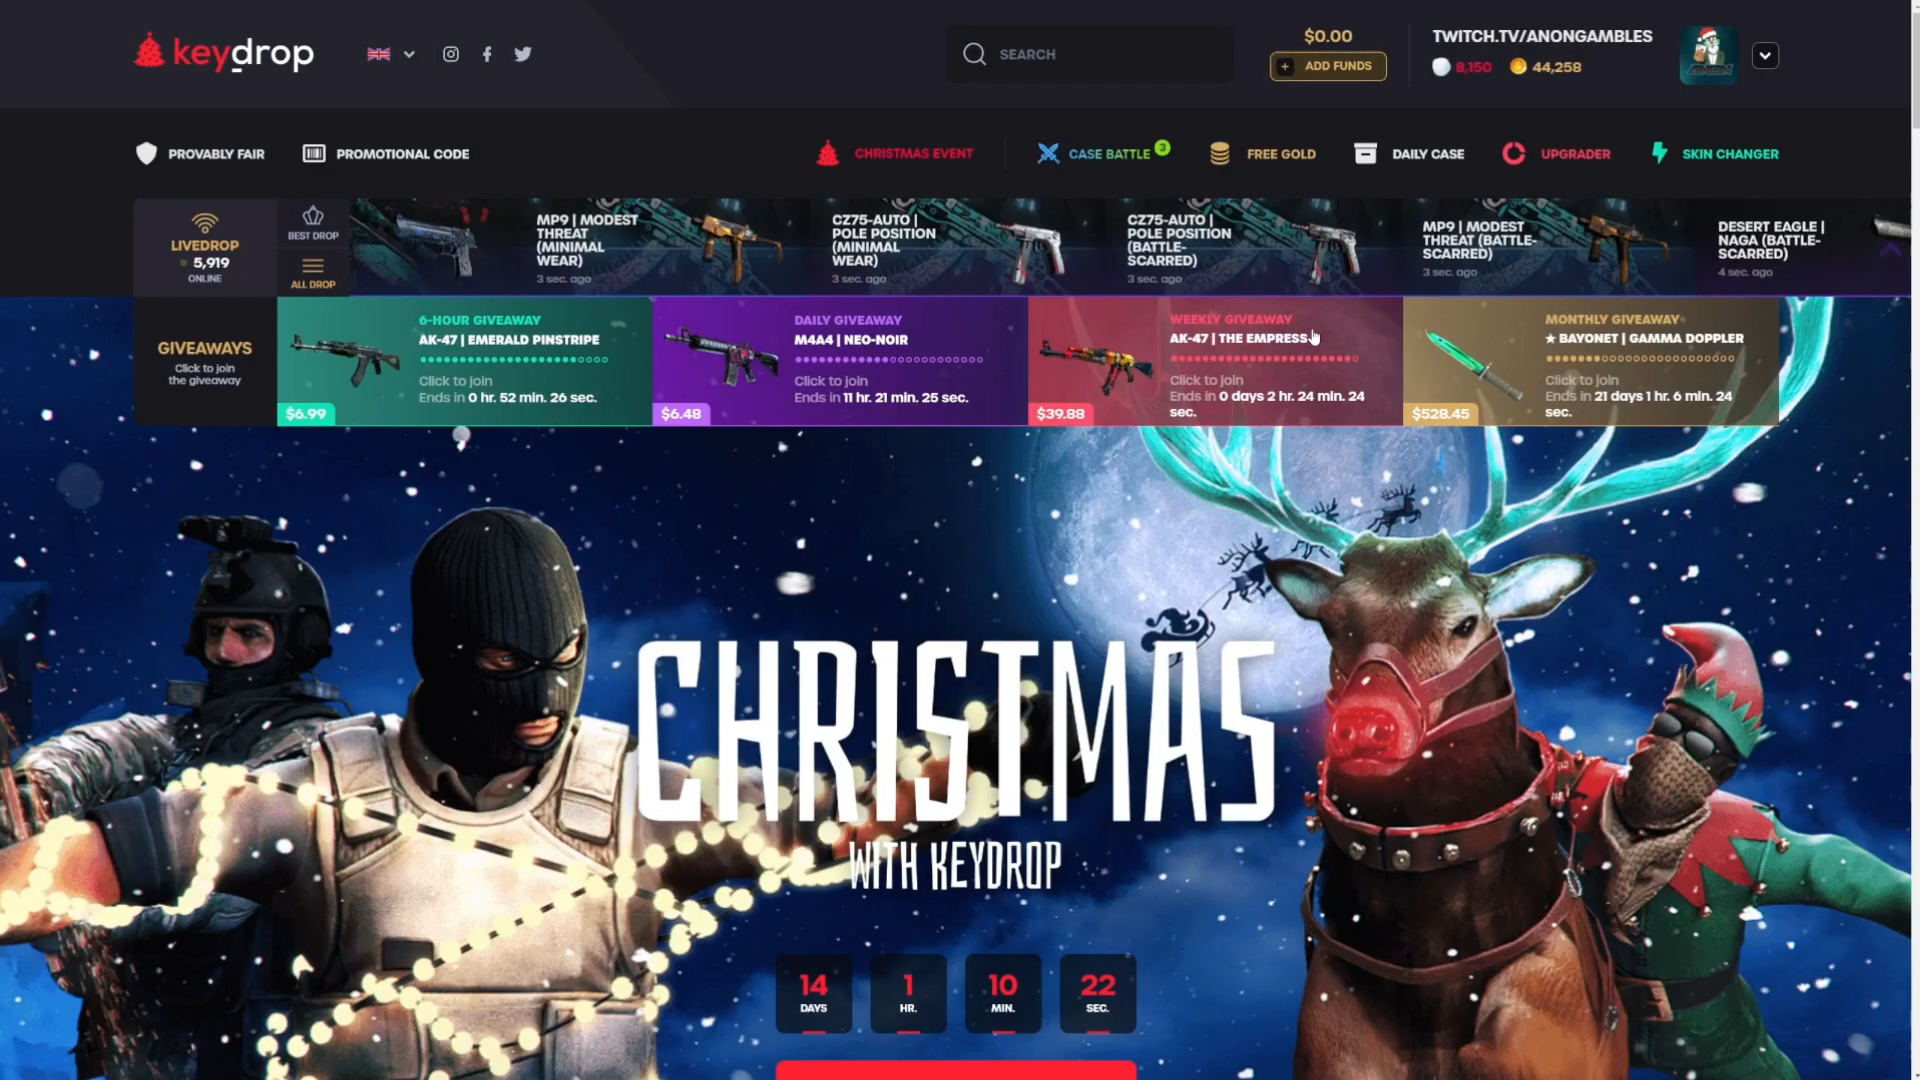 keydrop
SEARCH
$0.00
+ ADD FUNDS
TWITCH.TV/ANONGAMBLES
8,150 44,258
PROVABLY FAIR
PROMOTIONAL CODE
CHRISTMAS EVENT
CASE BATTLE 3
FREE GOLD
DAILY CASE
UPGRADER
SKIN CHANGER
LIVEDROP
5,919
ONLINE
BEST DROP
ALL DROP
MP9 | MODEST
THREAT
(MINIMAL
WEAR)
3 sec. ago
CZ75-AUTO |
POLE POSITION
(MINIMAL
WEAR)
3 sec. ago
CZ75-AUTO |
POLE POSITION
(BATTLE-
SCARRED)
3 sec. ago
MP9 | MODEST
THREAT (BATTLE-
SCARRED)
3 sec. ago
DESERT EAGLE |
NAGA (BATTLE-
SCARRED)
4 sec. ago
GIVEAWAYS
Click to join
the giveaway
6-HOUR GIVEAWAY
AK-47 | EMERALD PINSTRIPE
Click to join
Ends in 0 hr. 52 min. 26 sec.
$6.99
DAILY GIVEAWAY
M4A4 | NEO-NOIR
Click to join
Ends in 11 hr. 21 min. 25 sec.
$6.48
WEEKLY GIVEAWAY
AK-47 | THE EMPRESS
Click to join
Ends in 0 days 2 hr. 24 min. 24
sec.
$39.88
MONTHLY GIVEAWAY
★ BAYONET | GAMMA DOPPLER
Click to join
Ends in 21 days 1 hr. 6 min. 24
sec.
$528.45
CHRISTMAS
WITH KEYDROP
14 1 10 22
DAYS HR. MIN. SEC.